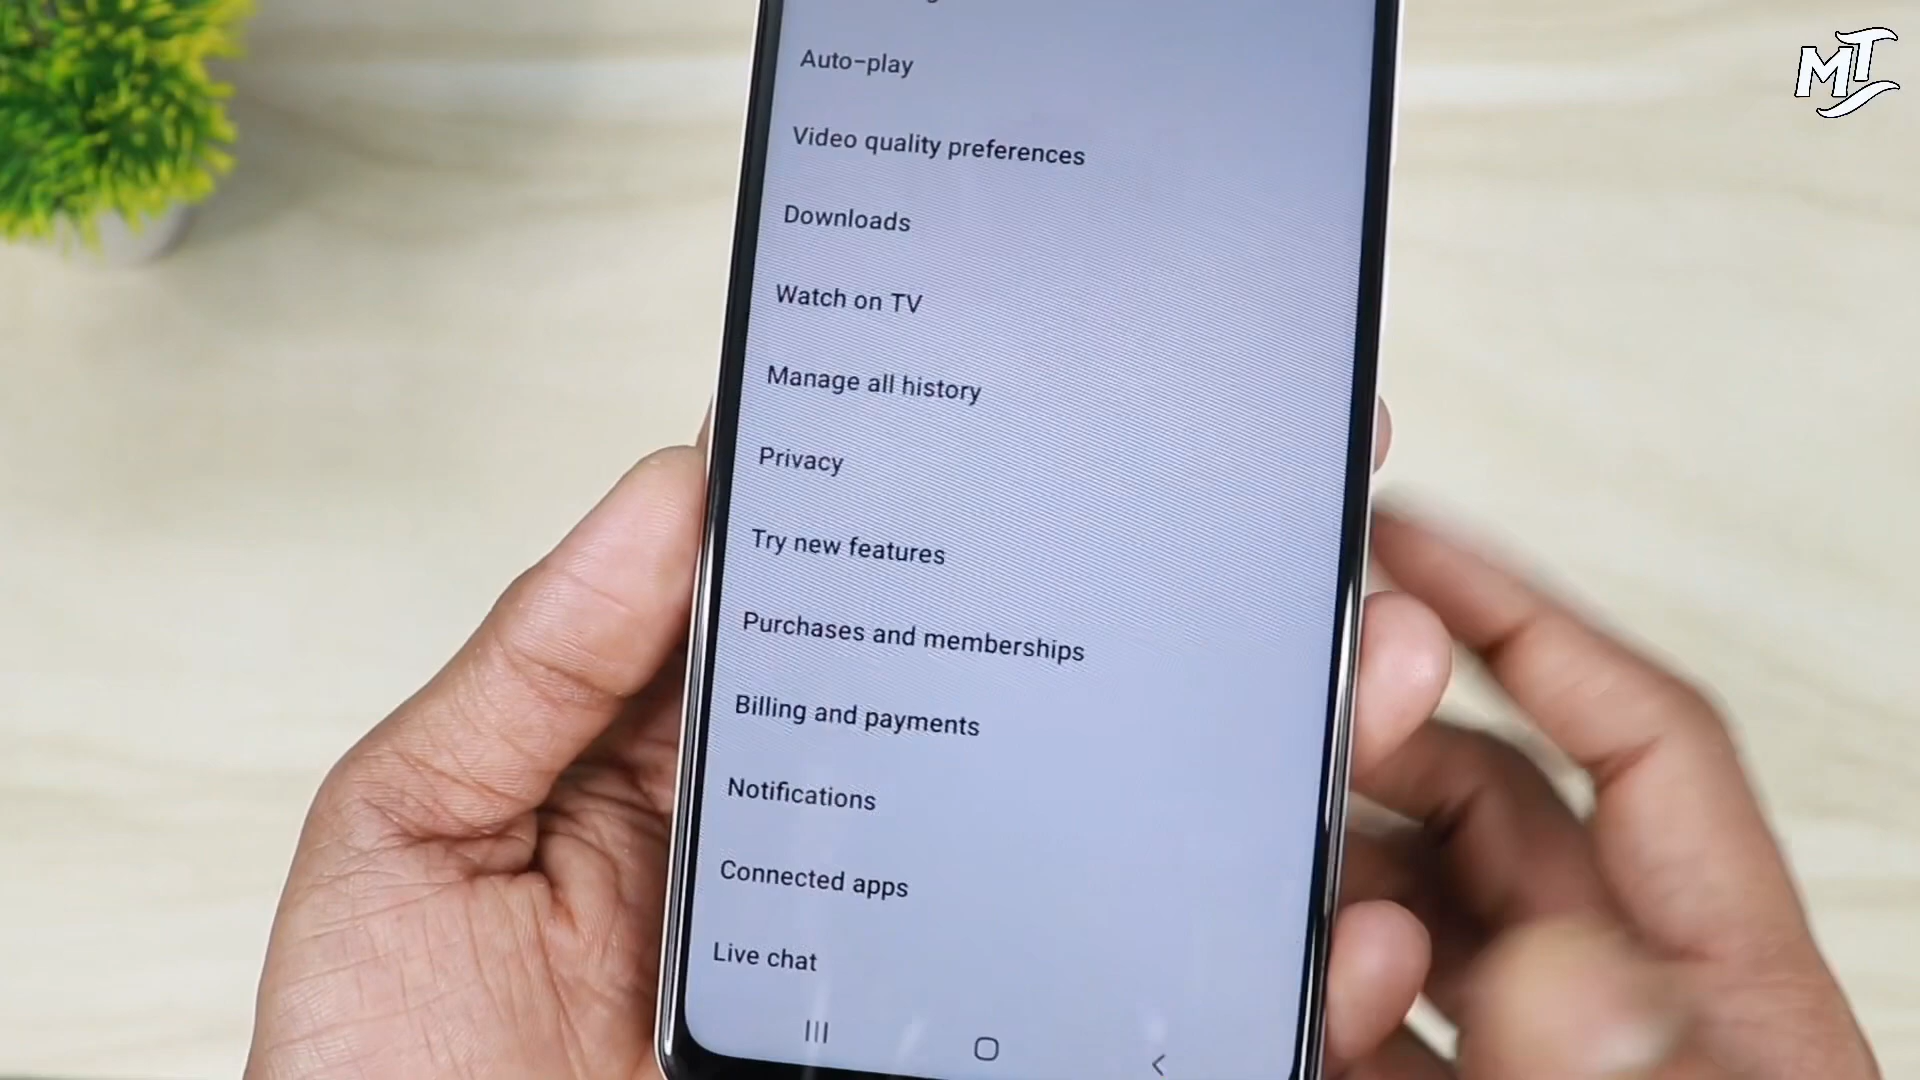 MT
Auto-play
Video quality preferences
Downloads
Watch on TV
Manage all history
Privacy
Try new features
Purchases and memberships
Billing and payments
Notifications
Connected apps
Live chat